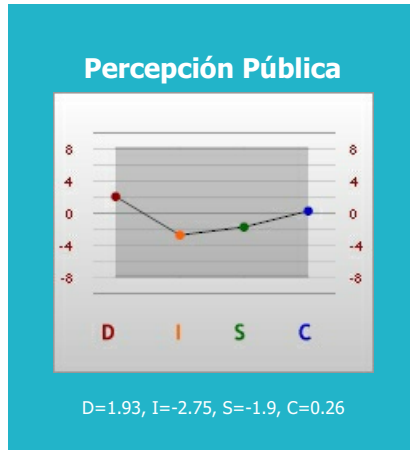 Percepción Pública
8 8
4 4
0 0
-4 -4
-8 -8
D I S C
D=1.93, I=-2.75, S=-1.9, C=0.26